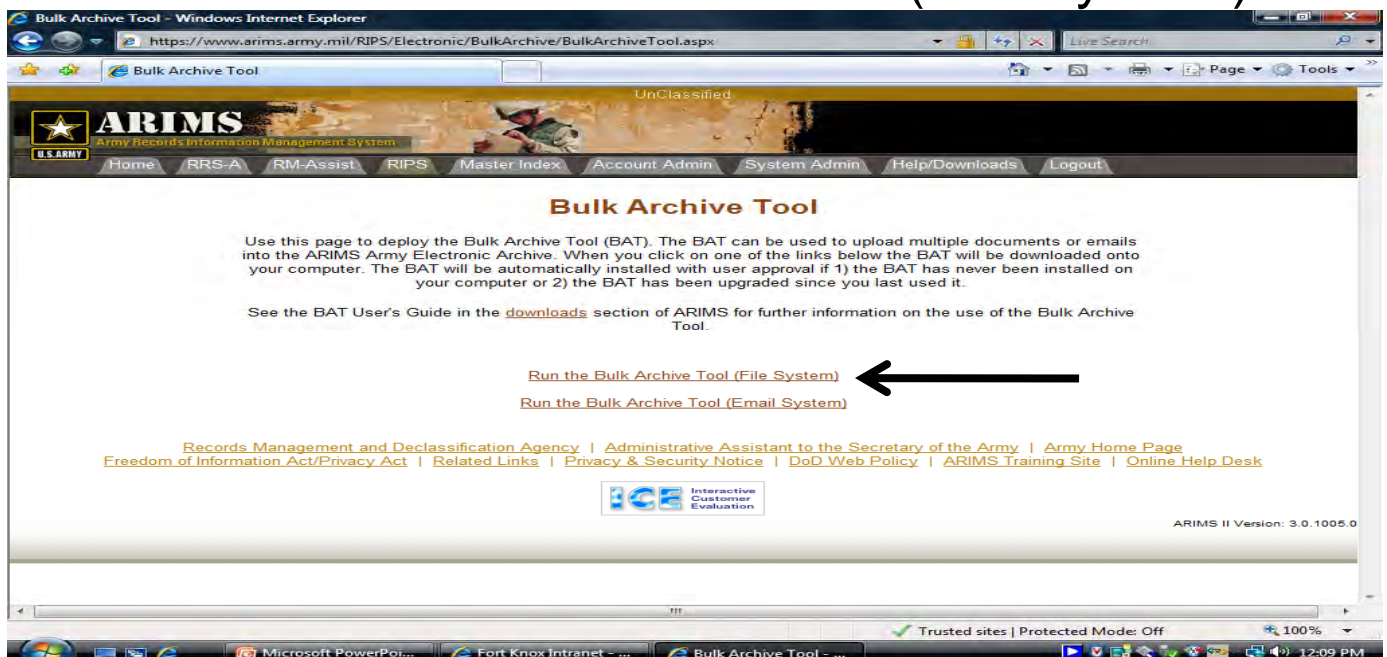 Bulk Archive Tool - Windows Internet Explorer
https://www.arims.army.mil/RIPS/Electronic/BulkArchive/BulkArchiveTool.aspx
Live Search
Bulk Archive Tool
Page
Tools
UnClassified
ARIMS
Army Records Information Management System
U.S.ARMY
Home RRS-A RM-Assist RIPS Master Index Account Admin System Admin Help/Downloads Logout
Bulk Archive Tool
Use this page to deploy the Bulk Archive Tool (BAT). The BAT can be used to upload multiple documents or emails
into the ARIMS Army Electronic Archive. When you click on one of the links below the BAT will be downloaded onto
your computer. The BAT will be automatically installed with user approval if 1) the BAT has never been installed on
your computer or 2) the BAT has been upgraded since you last used it.
See the BAT User's Guide in the downloads section of ARIMS for further information on the use of the Bulk Archive
Tool.
Run the Bulk Archive Tool (File System)
Run the Bulk Archive Tool (Email System)
Records Management and Declassification Agency | Administrative Assistant to the Secretary of the Army | Army Home Page
Freedom of Information Act/Privacy Act | Related Links | Privacy & Security Notice | DoD Web Policy | ARIMS Training Site | Online Help Desk
ICE Interactive
Customer
Evaluation
ARIMS II Version: 3.0.1005.0
Trusted sites | Protected Mode: Off
100%
Microsoft PowerPoi...
Fort Knox Intranet - ...
Bulk Archive Tool - ...
12:09 PM